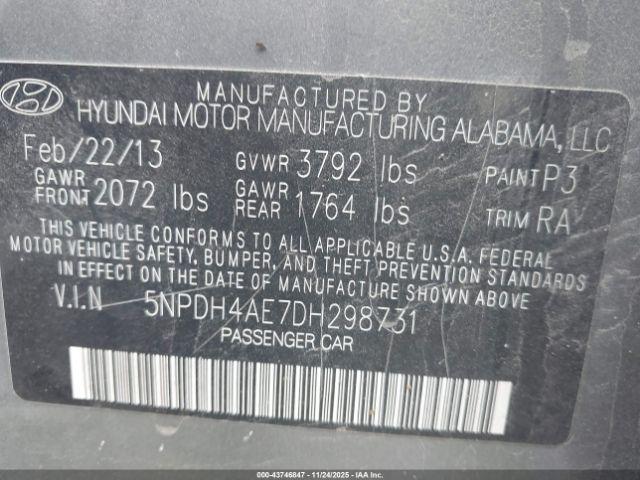 MANUFACTURED BY
HYUNDAI MOTOR MANUFACTURING ALABAMA, LLC
Feb/22/13 GVWR 3792 lbs PAINT P3
GAWR FRONT 2072 lbs GAWR REAR 1764 lbs TRIM RA
THIS VEHICLE CONFORMS TO ALL APPLICABLE U.S.A. FEDERAL
MOTOR VEHICLE SAFETY, BUMPER, AND THEFT PREVENTION STANDARDS
IN EFFECT ON THE DATE OF MANUFACTURE SHOWN ABOVE.
V.I.N 5NPDH4AE7DH298731
PASSENGER CAR
000-43746847 - 11/24/2025 - IAAI.COM